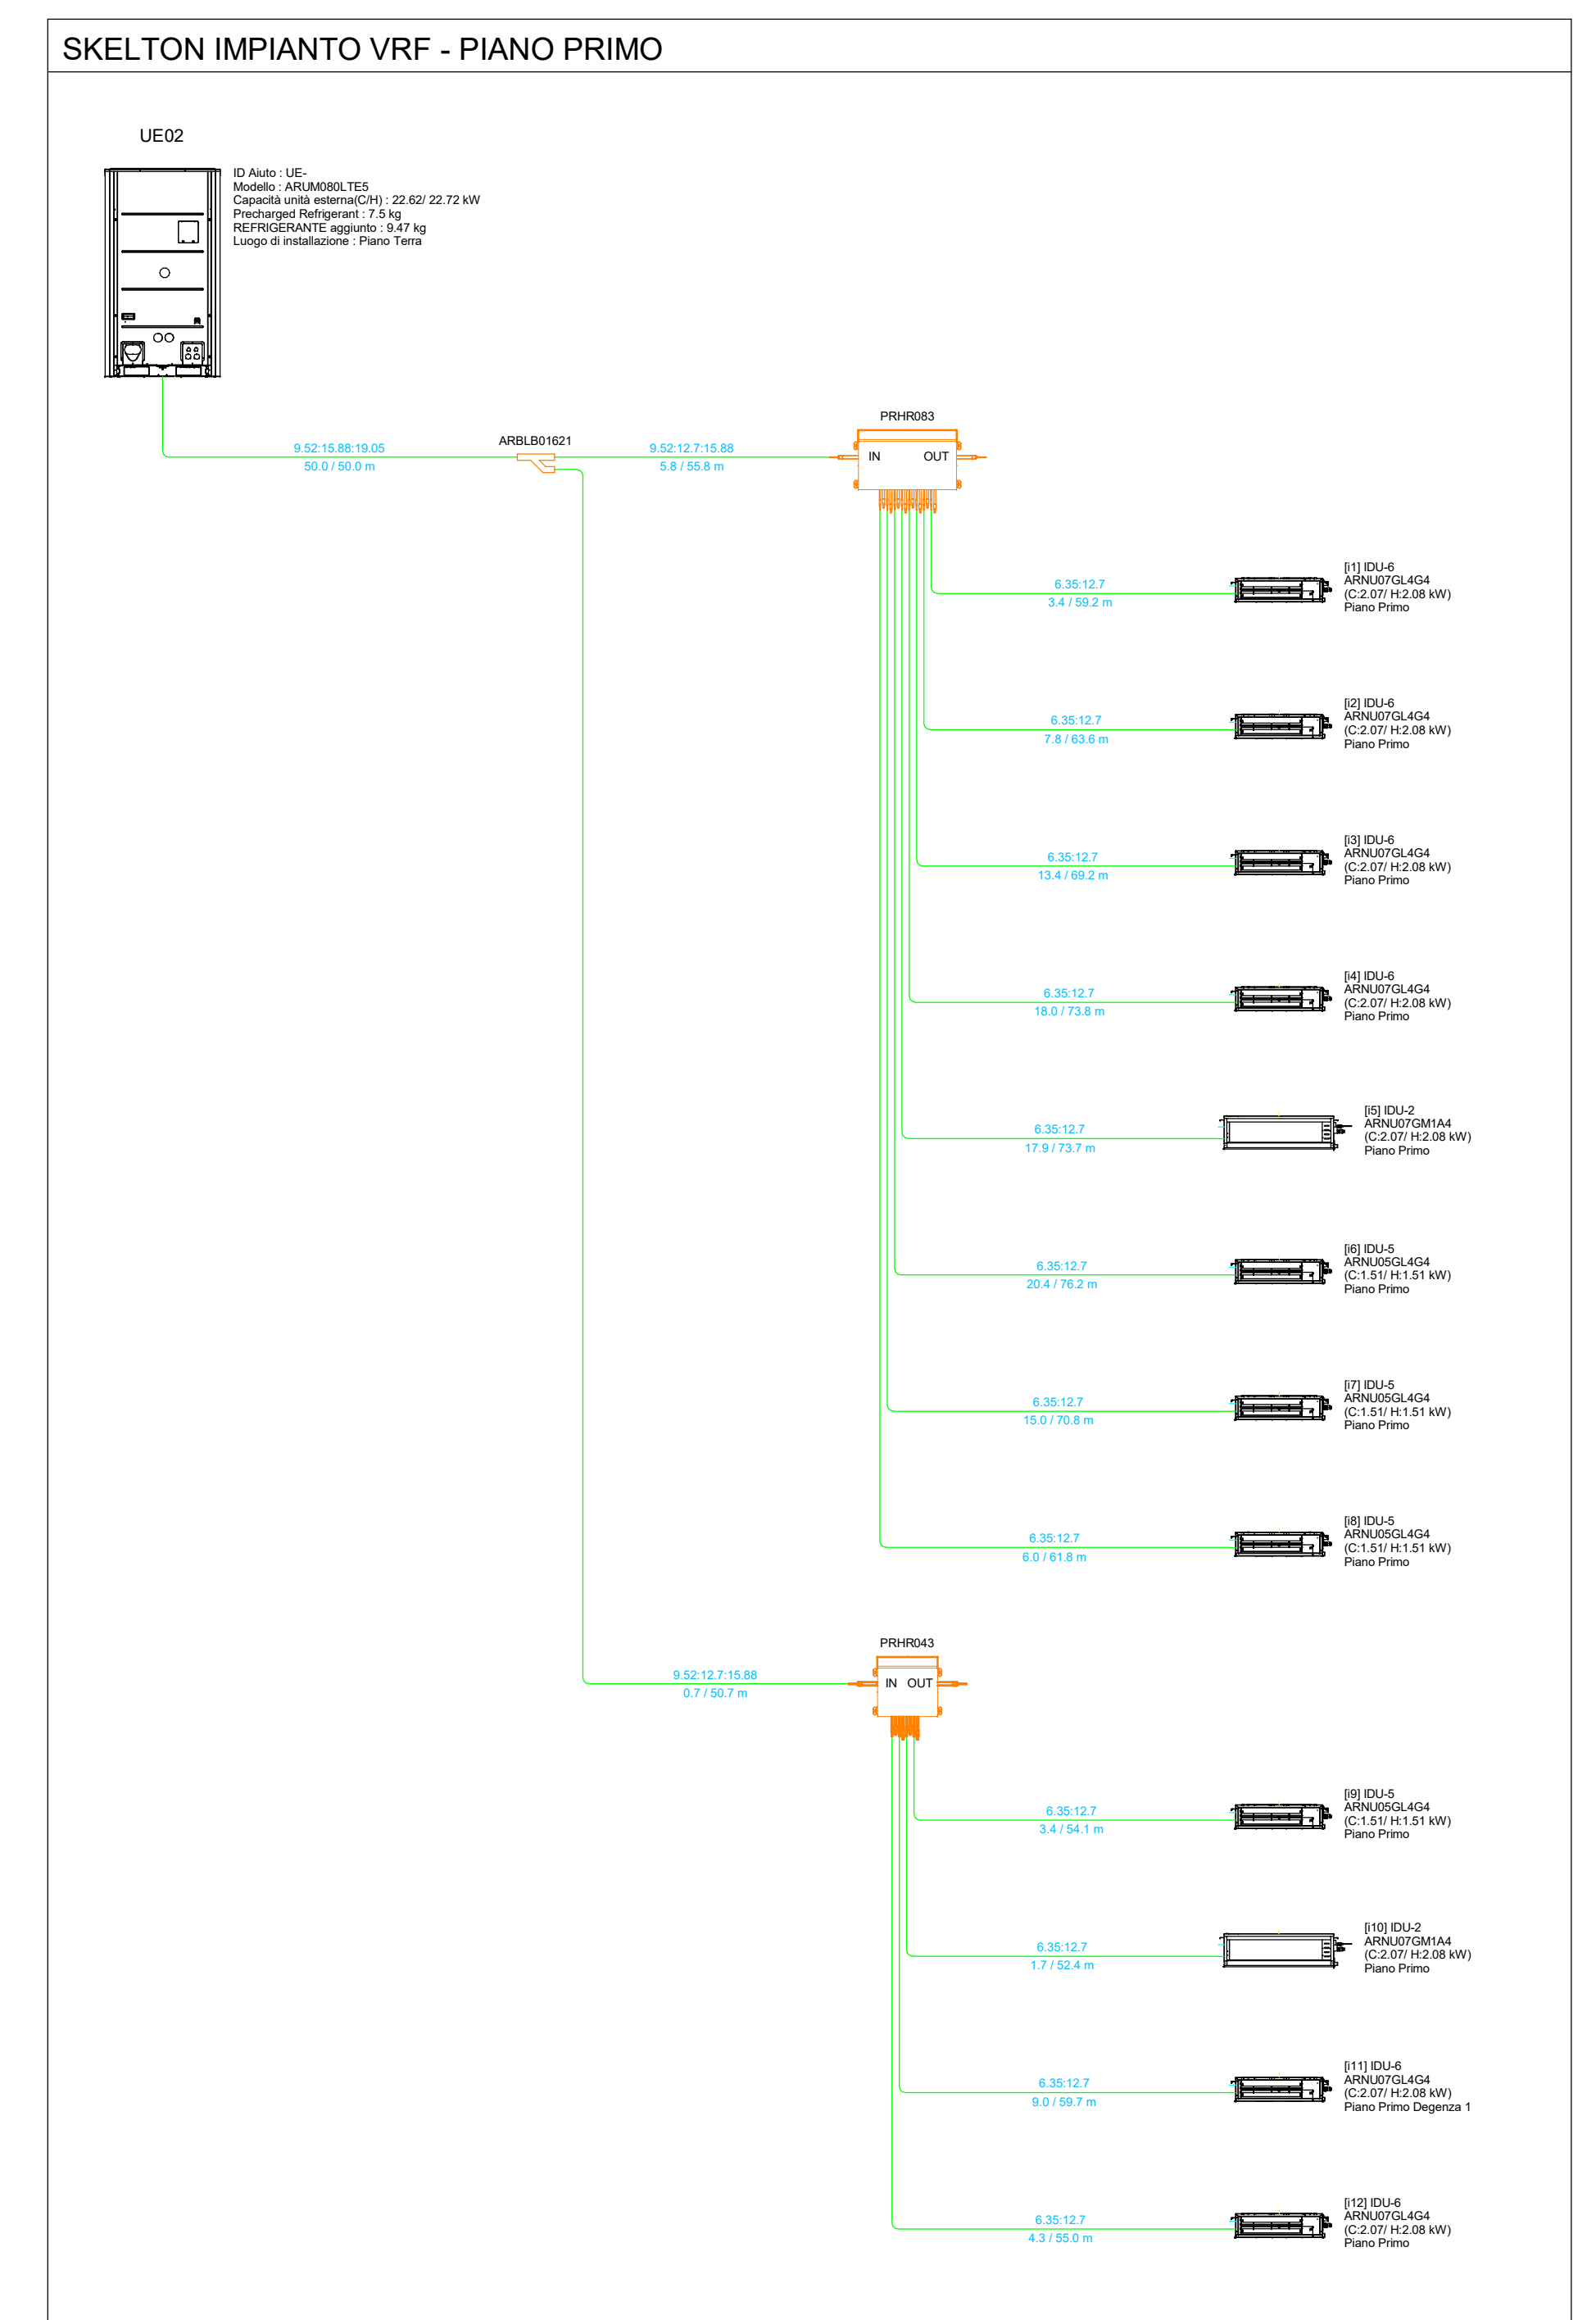 SKELTON IMPIANTO VRF - PIANO PRIMO
UE02
ID Aiuto : UE-
Modello : ARUM080LTE5
Capacità unità esterna(C/H) : 22.62/ 22.72 kW
Precharged Refrigerant : 7.5 kg
REFRIGERANTE aggiunto : 9.47 kg
Luogo di installazione : Piano Terra
9.52:15.88:19.05
50.0 / 50.0 m
ARBLB01621
9.52:12.7:15.88
5.8 / 55.8 m
PRHR083
IN OUT
6.35:12.7
3.4 / 59.2 m
[i1] IDU-6
ARNU07GL4G4
(C:2.07/ H:2.08 kW)
Piano Primo
6.35:12.7
7.8 / 63.6 m
[i2] IDU-6
ARNU07GL4G4
(C:2.07/ H:2.08 kW)
Piano Primo
6.35:12.7
13.4 / 69.2 m
[i3] IDU-6
ARNU07GL4G4
(C:2.07/ H:2.08 kW)
Piano Primo
6.35:12.7
18.0 / 73.8 m
[i4] IDU-6
ARNU07GL4G4
(C:2.07/ H:2.08 kW)
Piano Primo
6.35:12.7
17.9 / 73.7 m
[i5] IDU-2
ARNU07GM1A4
(C:2.07/ H:2.08 kW)
Piano Primo
6.35:12.7
20.4 / 76.2 m
[i6] IDU-5
ARNU05GL4G4
(C:1.51/ H:1.51 kW)
Piano Primo
6.35:12.7
15.0 / 70.8 m
[i7] IDU-5
ARNU05GL4G4
(C:1.51/ H:1.51 kW)
Piano Primo
6.35:12.7
6.0 / 61.8 m
[i8] IDU-5
ARNU05GL4G4
(C:1.51/ H:1.51 kW)
Piano Primo
9.52:12.7:15.88
0.7 / 50.7 m
PRHR043
IN OUT
6.35:12.7
3.4 / 54.1 m
[i9] IDU-5
ARNU05GL4G4
(C:1.51/ H:1.51 kW)
Piano Primo
6.35:12.7
1.7 / 52.4 m
[i10] IDU-2
ARNU07GM1A4
(C:2.07/ H:2.08 kW)
Piano Primo
6.35:12.7
9.0 / 59.7 m
[i11] IDU-6
ARNU07GL4G4
(C:2.07/ H:2.08 kW)
Piano Primo Degenza 1
6.35:12.7
4.3 / 55.0 m
[i12] IDU-6
ARNU07GL4G4
(C:2.07/ H:2.08 kW)
Piano Primo